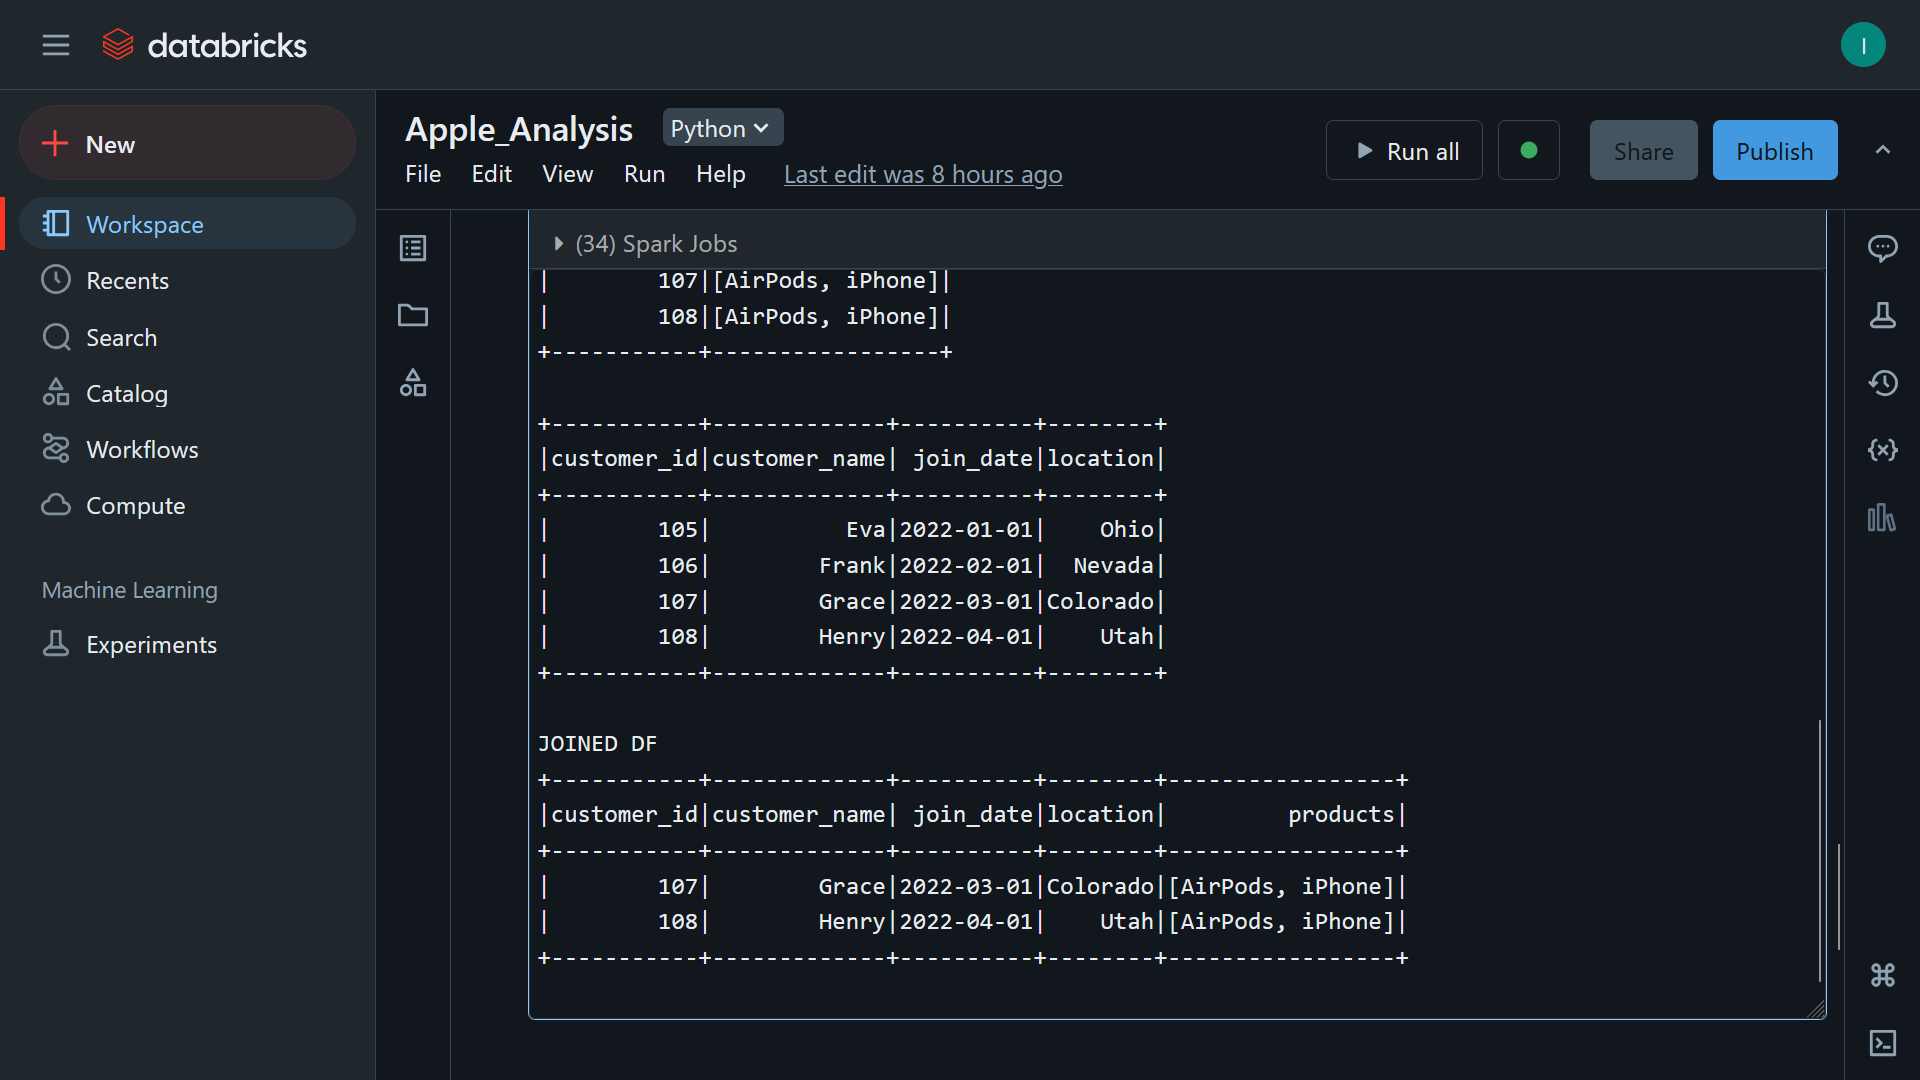 databricks
I
New
Workspace
Recents
Search
Catalog
Workflows
Compute
Machine Learning
Experiments
Apple_Analysis Python
File Edit View Run Help Last edit was 8 hours ago
Run all Share Publish
(34) Spark Jobs
|        107|[AirPods, iPhone]|
|        108|[AirPods, iPhone]|
+-----------+-----------------+
+-----------+-------------+----------+--------+
|customer_id|customer_name| join_date|location|
+-----------+-------------+----------+--------+
|        105|          Eva|2022-01-01|    Ohio|
|        106|        Frank|2022-02-01|  Nevada|
|        107|        Grace|2022-03-01|Colorado|
|        108|        Henry|2022-04-01|    Utah|
+-----------+-------------+----------+--------+
JOINED DF
+-----------+-------------+----------+--------+-----------------+
|customer_id|customer_name| join_date|location|         products|
+-----------+-------------+----------+--------+-----------------+
|        107|        Grace|2022-03-01|Colorado|[AirPods, iPhone]|
|        108|        Henry|2022-04-01|    Utah|[AirPods, iPhone]|
+-----------+-------------+----------+--------+-----------------+